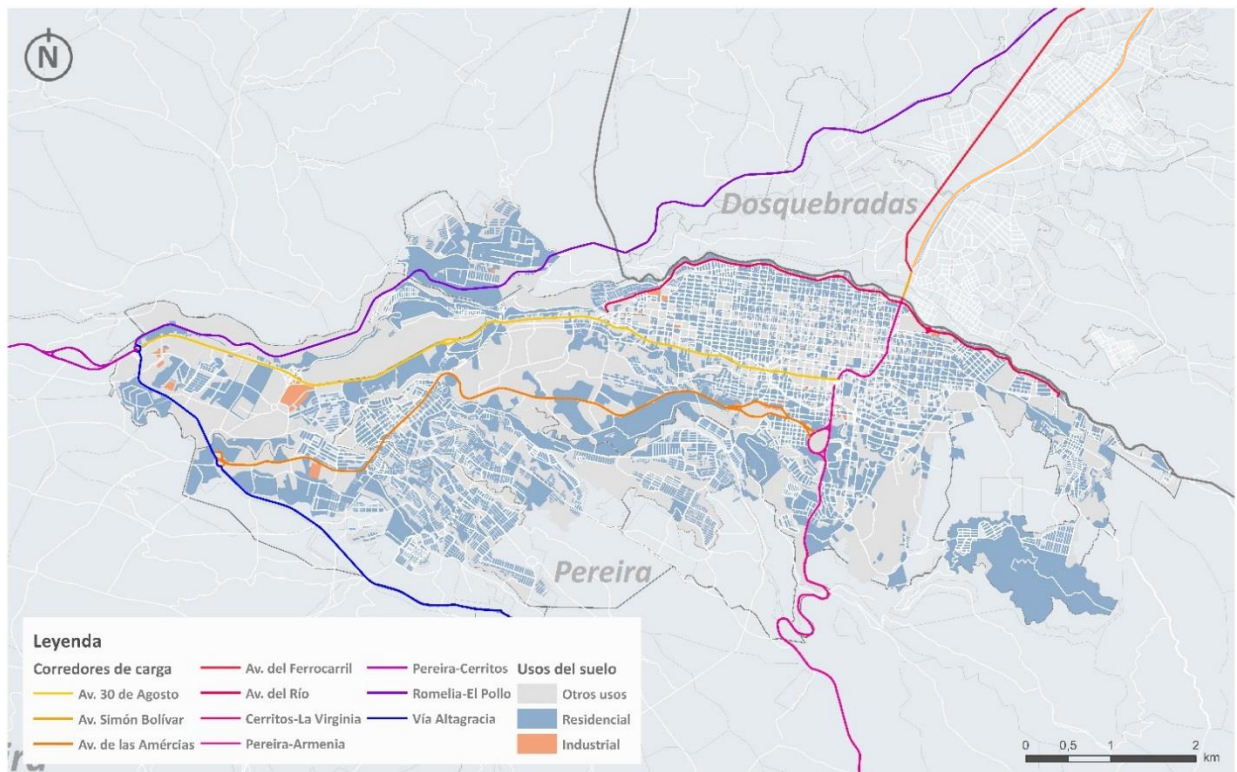 N
Dosquebradas
Pereira
Leyenda
Corredores de carga
Av. 30 de Agosto
Av. Simón Bolívar
Av. de las Amércias
Av. del Ferrocarril
Av. del Río
Cerritos-La Virginia
Pereira-Armenia
Pereira-Cerritos
Romelia-El Pollo
Vía Altagracia
Usos del suelo
Otros usos
Residencial
Industrial
ira
0 0,5 1 2
km